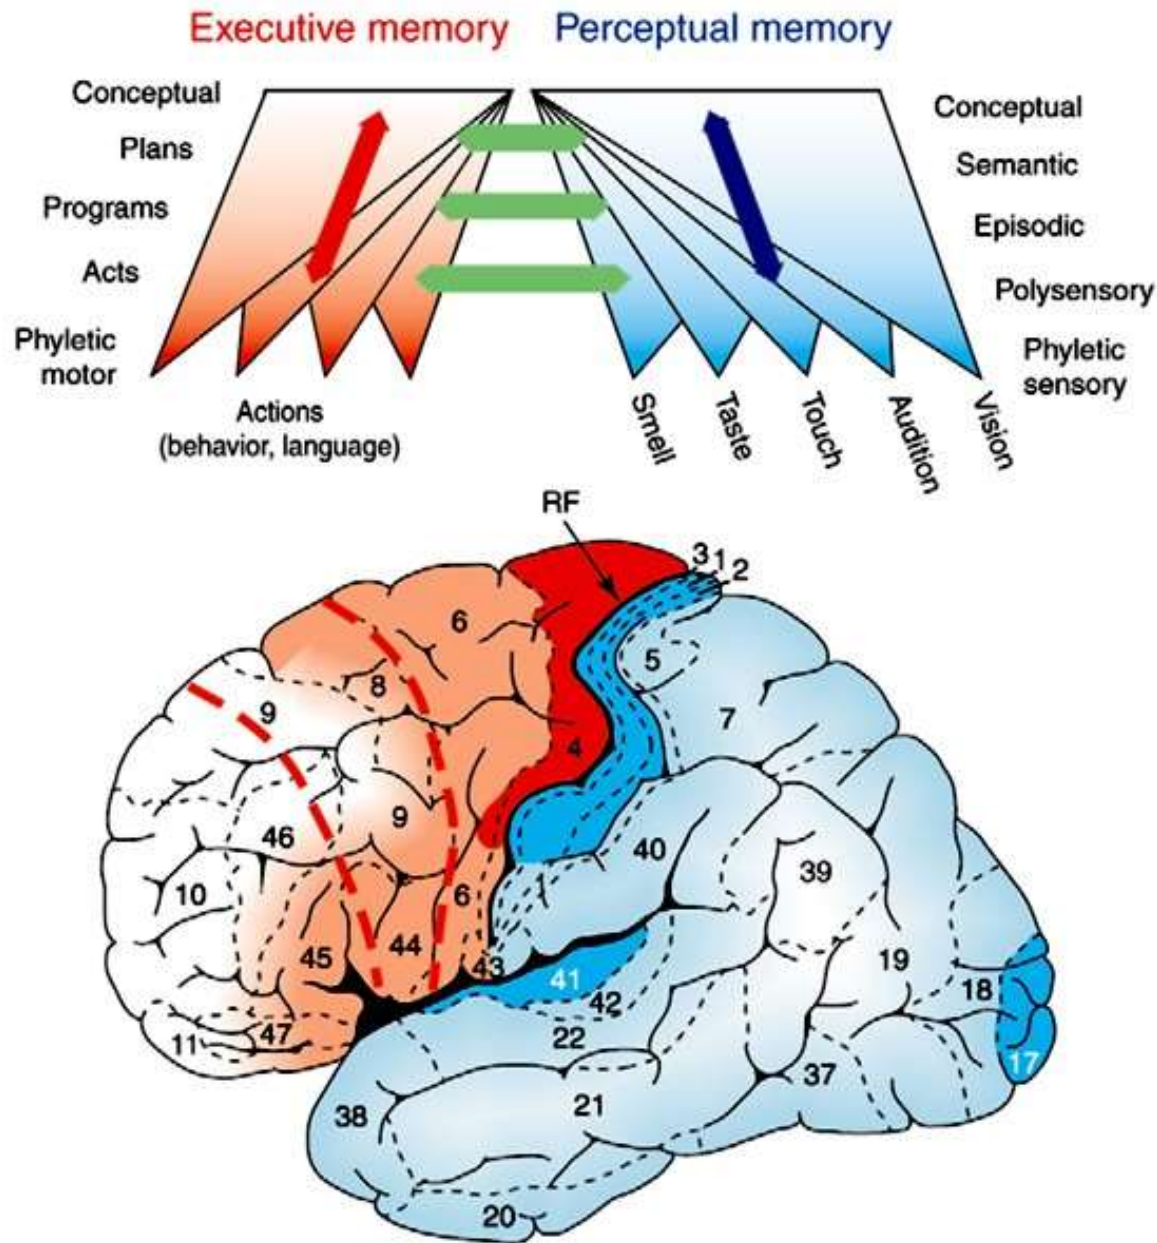 Executive memory Perceptual memory
Conceptual
Plans
Programs
Acts
Phyletic
motor
Conceptual
Semantic
Episodic
Polysensory
Phyletic
sensory
Actions
(behavior, language)
Smell
Taste
Touch
Audition
Vision
RF
3 1 2
6
5
8
9
7
4
46
9
40
39
10
6
45
44
43
41
19
18
42
47
11
22
17
37
38
21
20